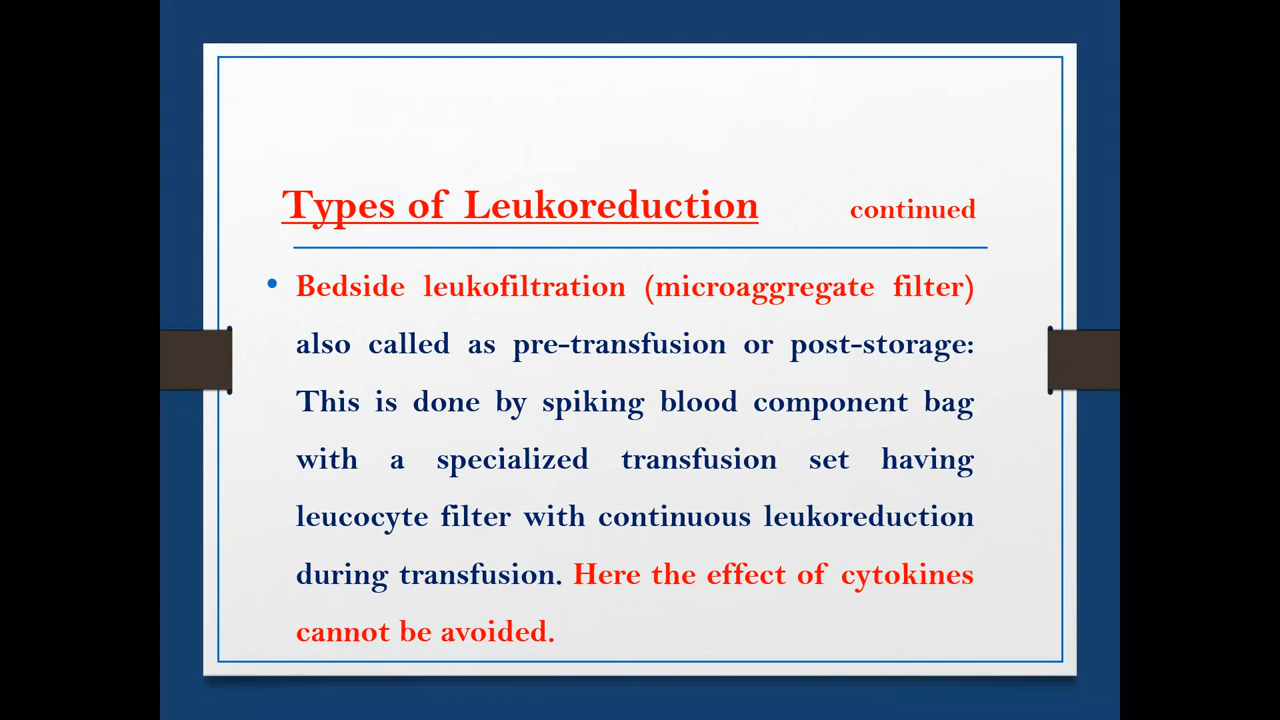 Types of Leukoreduction continued
• Bedside leukofiltration (microaggregate filter)
also called as pre-transfusion or post-storage:
This is done by spiking blood component bag
with a specialized transfusion set having
leucocyte filter with continuous leukoreduction
during transfusion. Here the effect of cytokines
cannot be avoided.